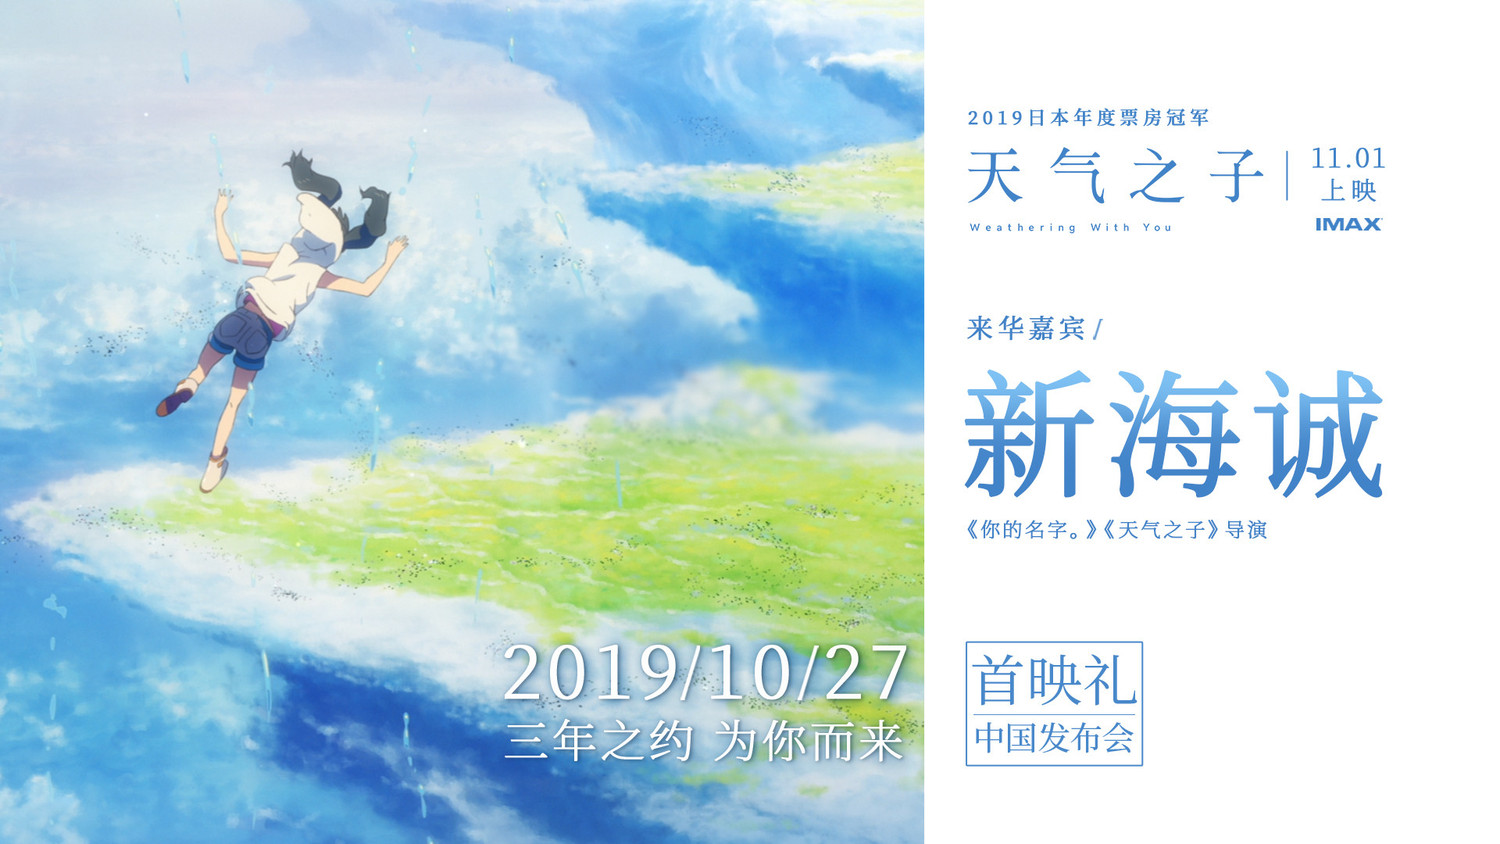 2019日本年度票房冠军
天气之子
11.01
上映
IMAX
Weathering With You
来华嘉宾/
新海诚
《你的名字。》《天气之子》导演
2019/10/27
三年之约 为你而来
首映礼
中国发布会